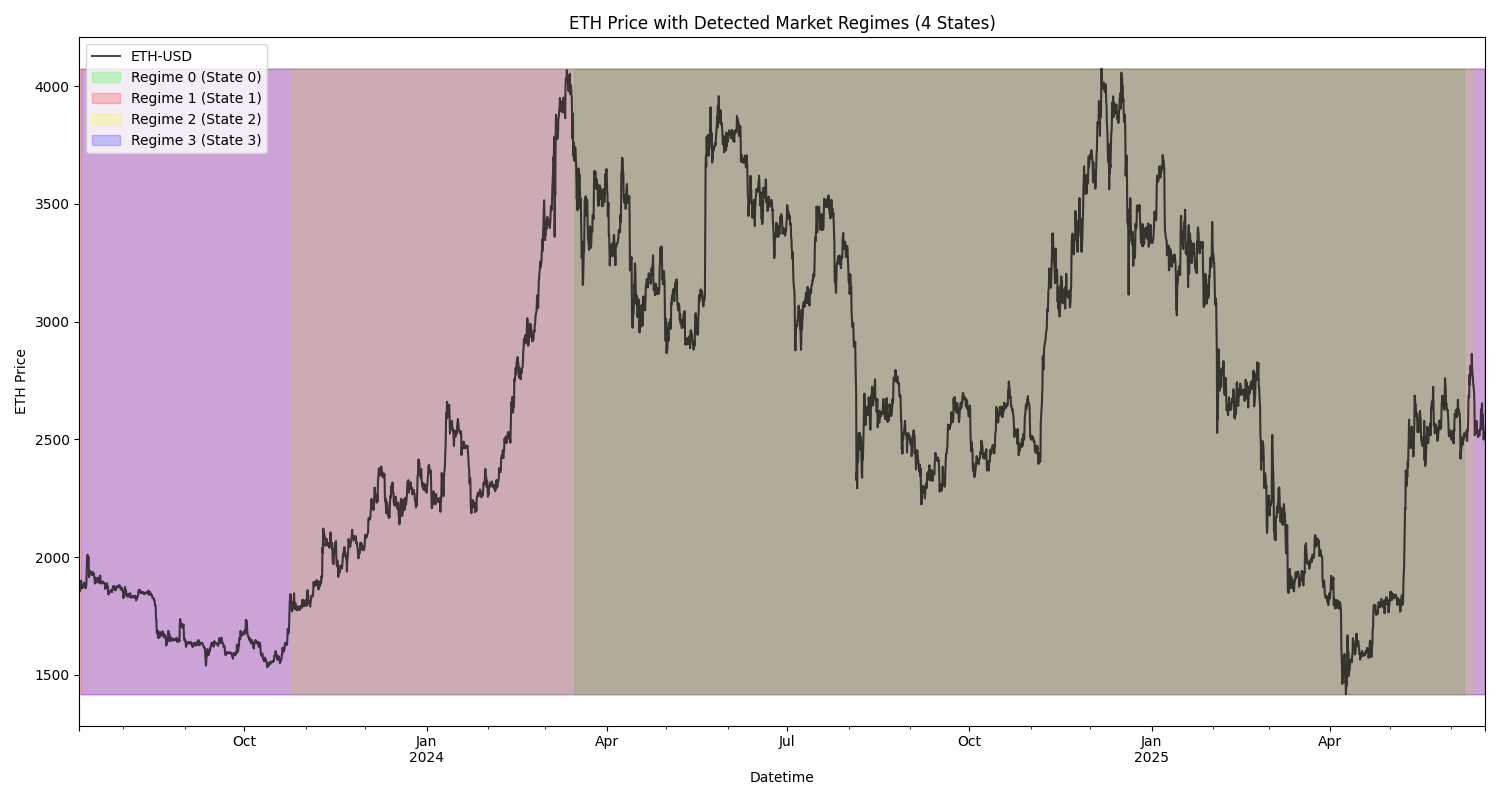 ETH Price with Detected Market Regimes (4 States)
ETH-USD
Regime 0 (State 0)
Regime 1 (State 1)
Regime 2 (State 2)
Regime 3 (State 3)
4000
3500
3000
2500
2000
1500
ETH Price
Oct
Jan
2024
Apr
Jul
Oct
Jan
2025
Apr
Datetime